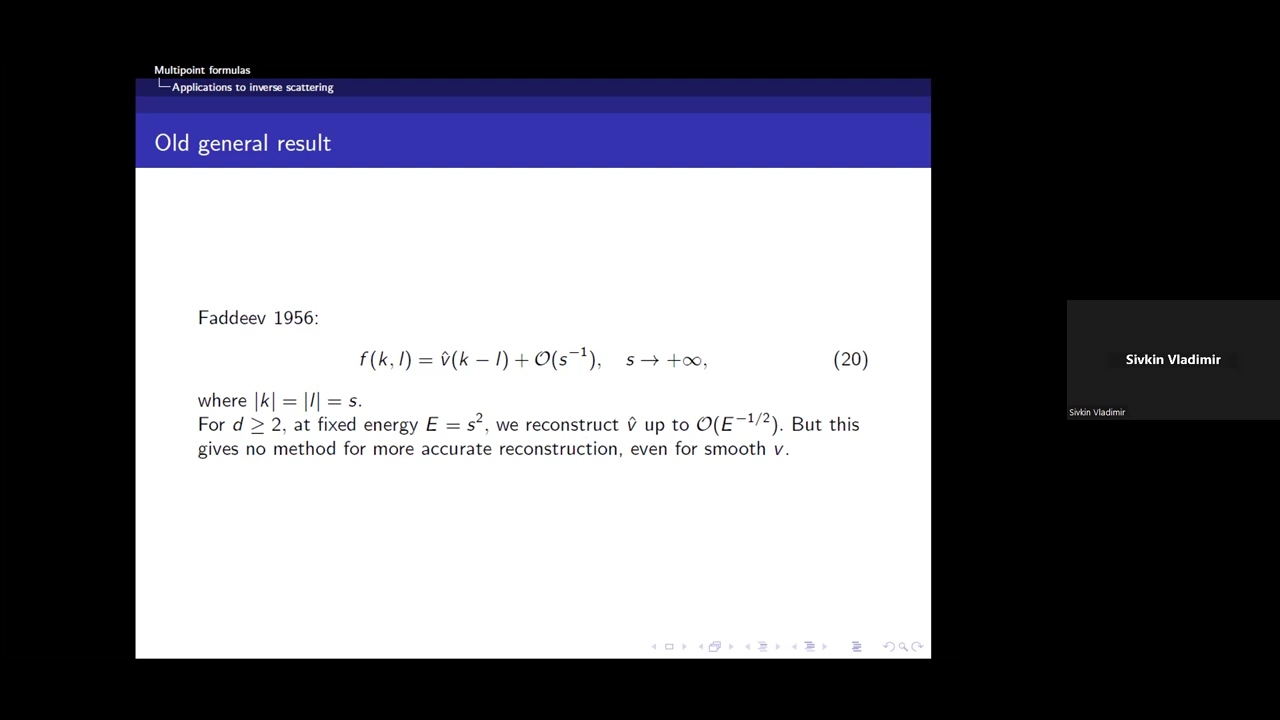 Multipoint formulas
Applications to inverse scattering
Old general result
Faddeev 1956:
f(k, l) = v̂(k − l) + 𝒪(s⁻¹),   s → +∞,   (20)
where |k| = |l| = s.
For d ≥ 2, at fixed energy E = s², we reconstruct v̂ up to 𝒪(E⁻¹/²). But this
gives no method for more accurate reconstruction, even for smooth v.
Sivkin Vladimir
Sivkin Vladimir